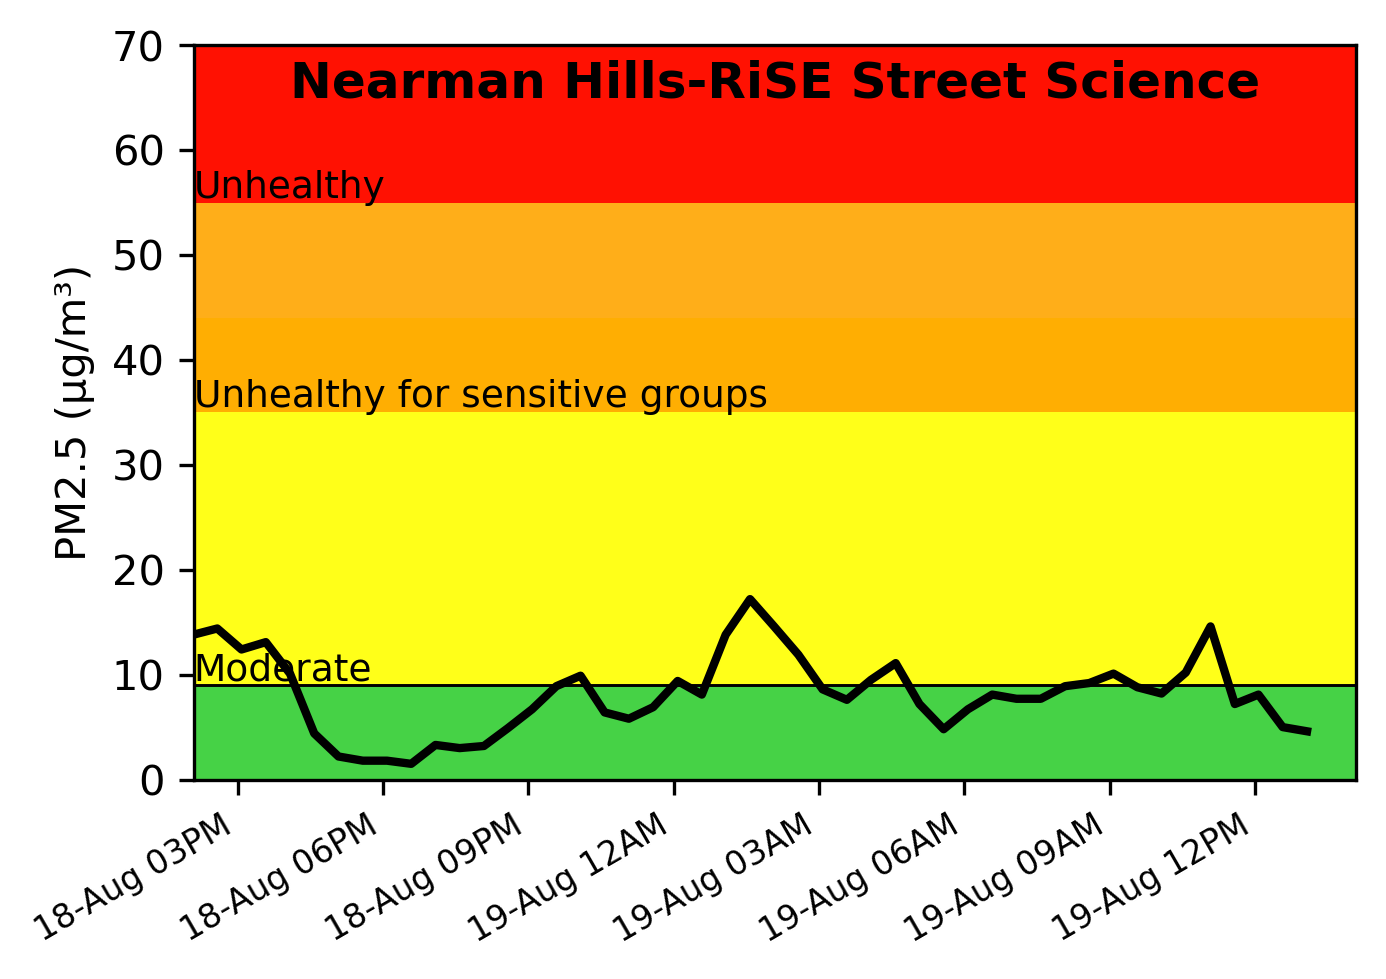 Nearman Hills-RiSE Street Science
70
60
Unhealthy
50
40
Unhealthy for sensitive groups
30
20
Moderate
10
0
PM2.5 (µg/m³)
18-Aug 03PM
18-Aug 06PM
18-Aug 09PM
19-Aug 12AM
19-Aug 03AM
19-Aug 06AM
19-Aug 09AM
19-Aug 12PM